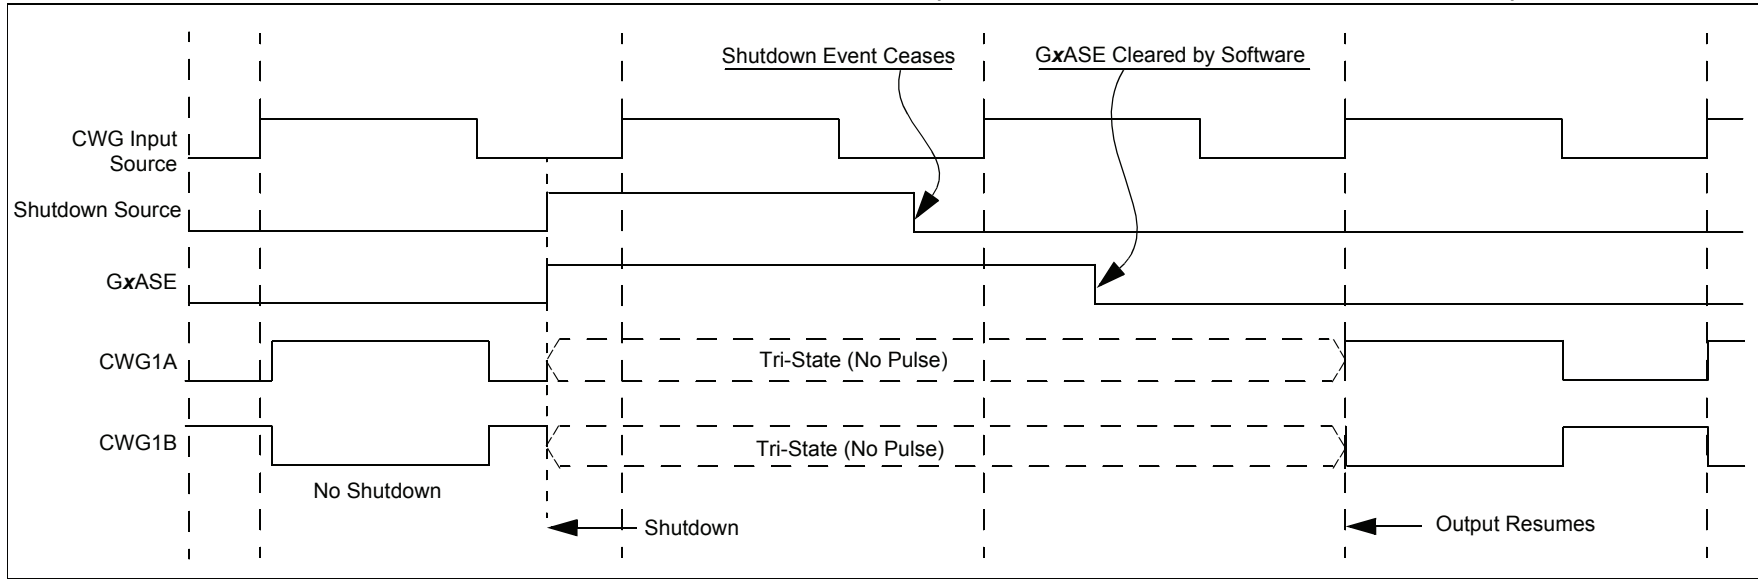 Shutdown Event Ceases
GxASE Cleared by Software
CWG Input
Source
Shutdown Source
GxASE
CWG1A
Tri-State (No Pulse)
CWG1B
Tri-State (No Pulse)
No Shutdown
Shutdown
Output Resumes